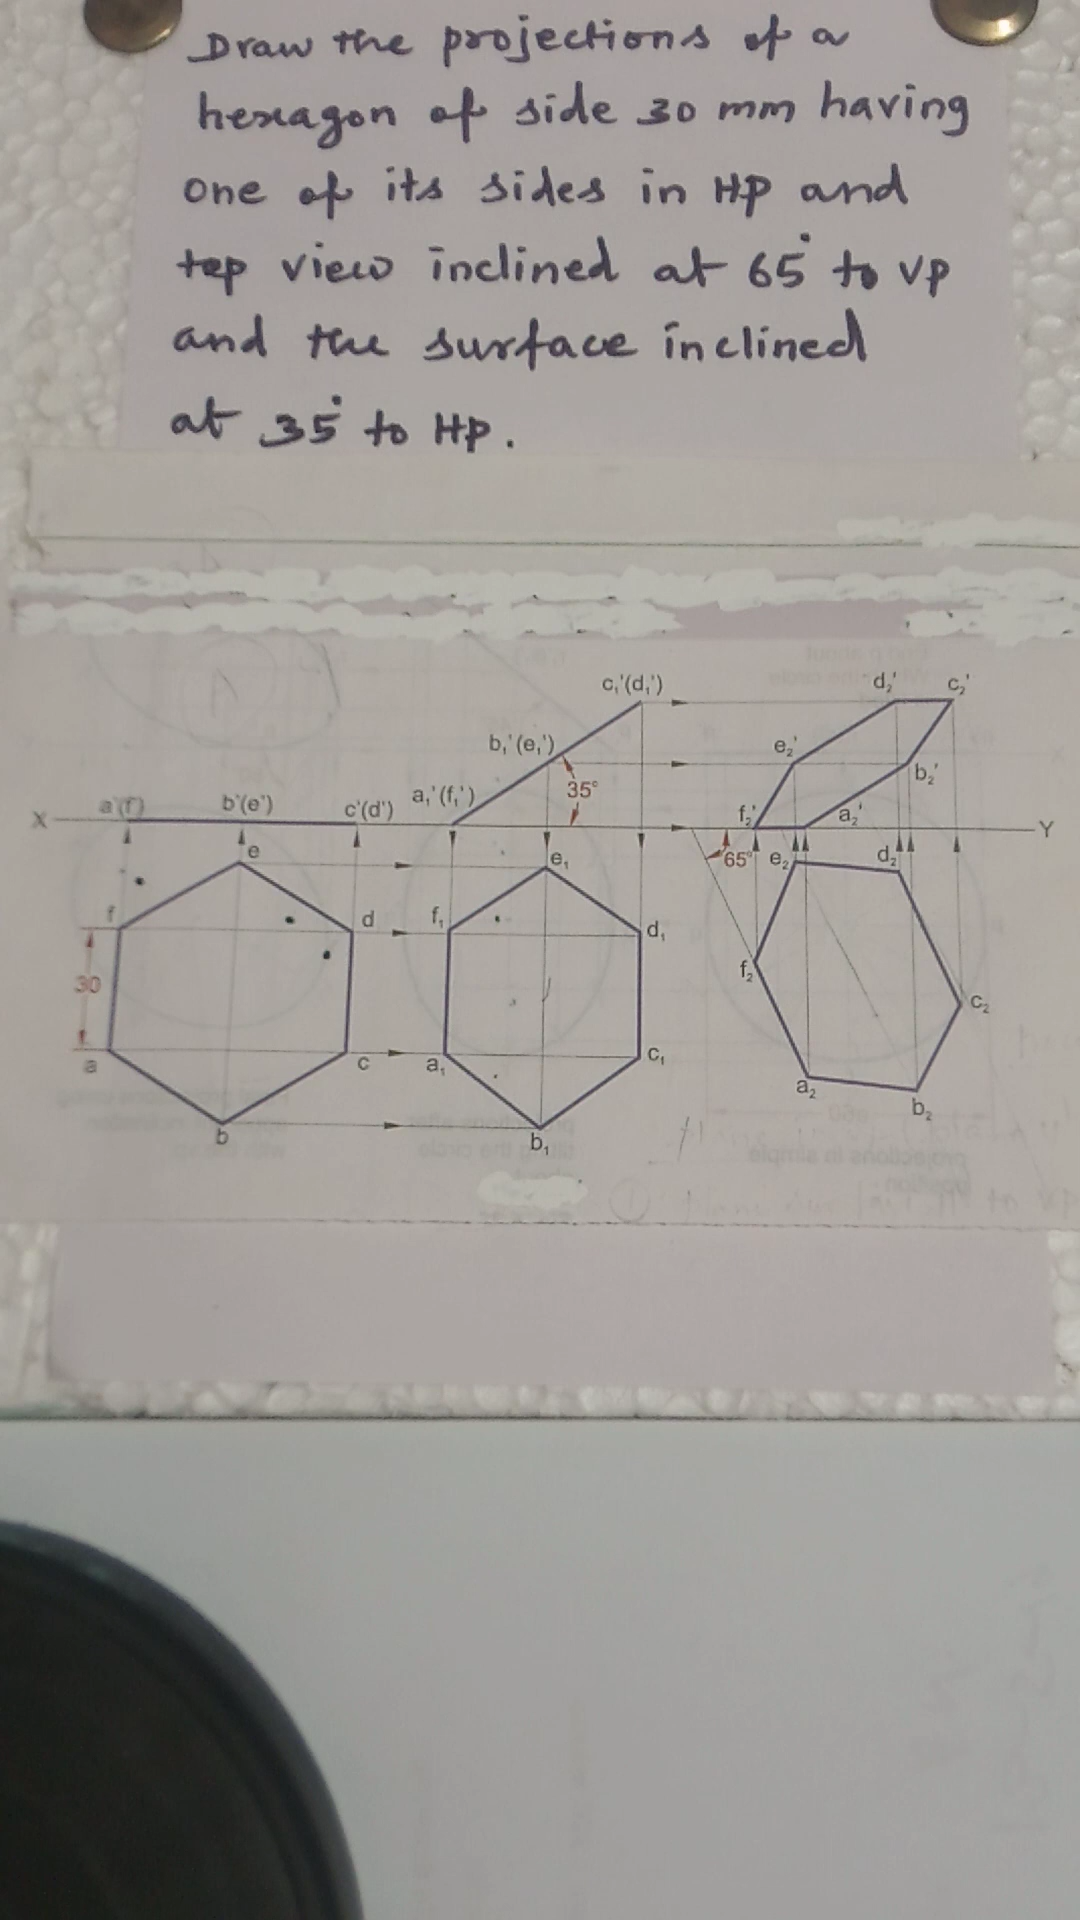 Draw the projections of a
hexagon of side 30 mm having
one of its sides in HP and
top view inclined at 65° to VP
and the surface inclined
at 35° to HP.
c₁'(d₁') d₂' c₂'
b₁'(e₁') e₂' b₂'
35°
a'(f') b'(e') c'(d') a₁'(f₁') f₂' a₂'
X Y
e e₁ 65° e₂ d₂
f d f₁ d₁ f₂
30 c₂
a c a₁ c₁ a₂
b b₁ b₂